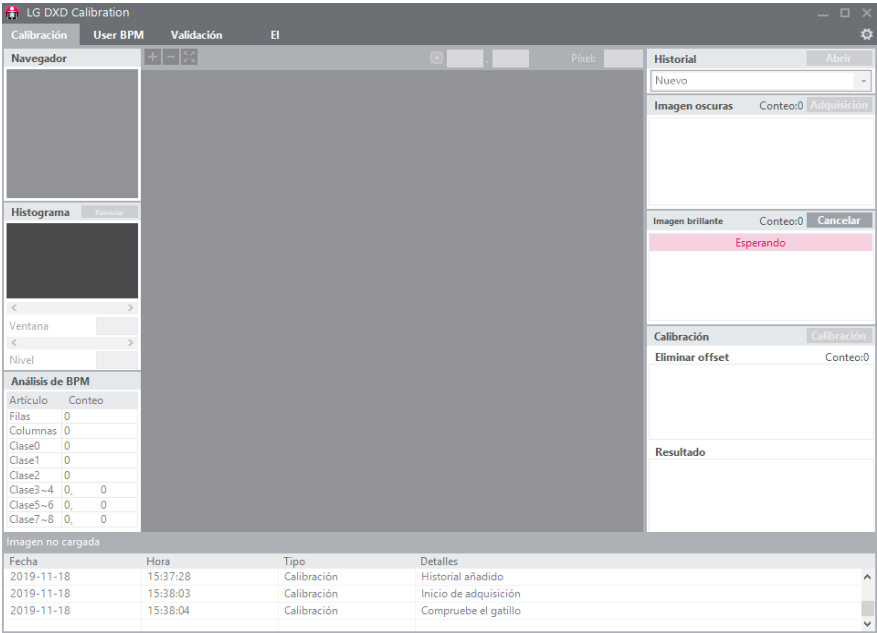 LG DXD Calibration
Calibración User BPM Validación EI
Navegador
Píxel:
Historial Abrir
Nuevo
Imagen oscuras Conteo:0 Adquisición
Histograma Reiniciar
Imagen brillante Conteo:0 Cancelar
Esperando
Ventana
Nivel
Calibración Calibración
Eliminar offset Conteo:0
Análisis de BPM
Artículo Conteo
Filas 0
Columnas 0
Clase0 0
Clase1 0
Clase2 0
Clase3~4 0, 0
Clase5~6 0, 0
Clase7~8 0, 0
Resultado
Imagen no cargada
Fecha Hora Tipo Detalles
2019-11-18 15:37:28 Calibración Historial añadido
2019-11-18 15:38:03 Calibración Inicio de adquisición
2019-11-18 15:38:04 Calibración Compruebe el gatillo